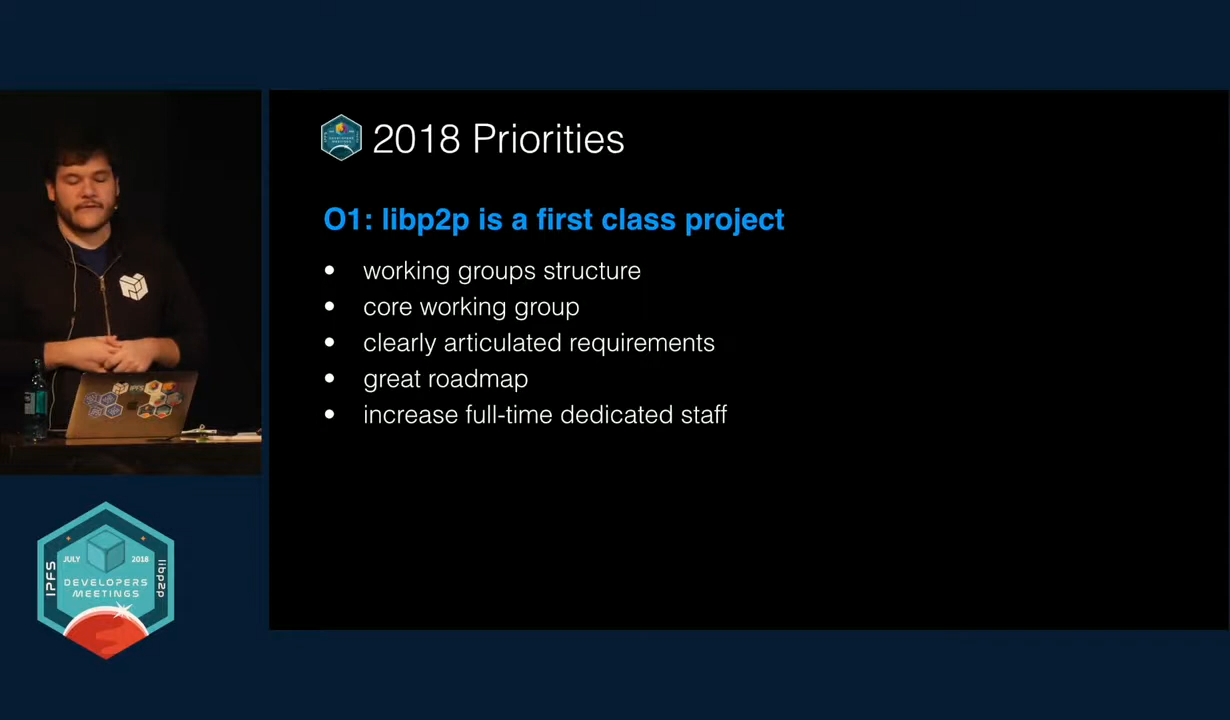 2018 Priorities
O1: libp2p is a first class project
• working groups structure
• core working group
• clearly articulated requirements
• great roadmap
• increase full-time dedicated staff
IPFS
JULY 2018
libp2p
DEVELOPERS
MEETINGS
IPFS